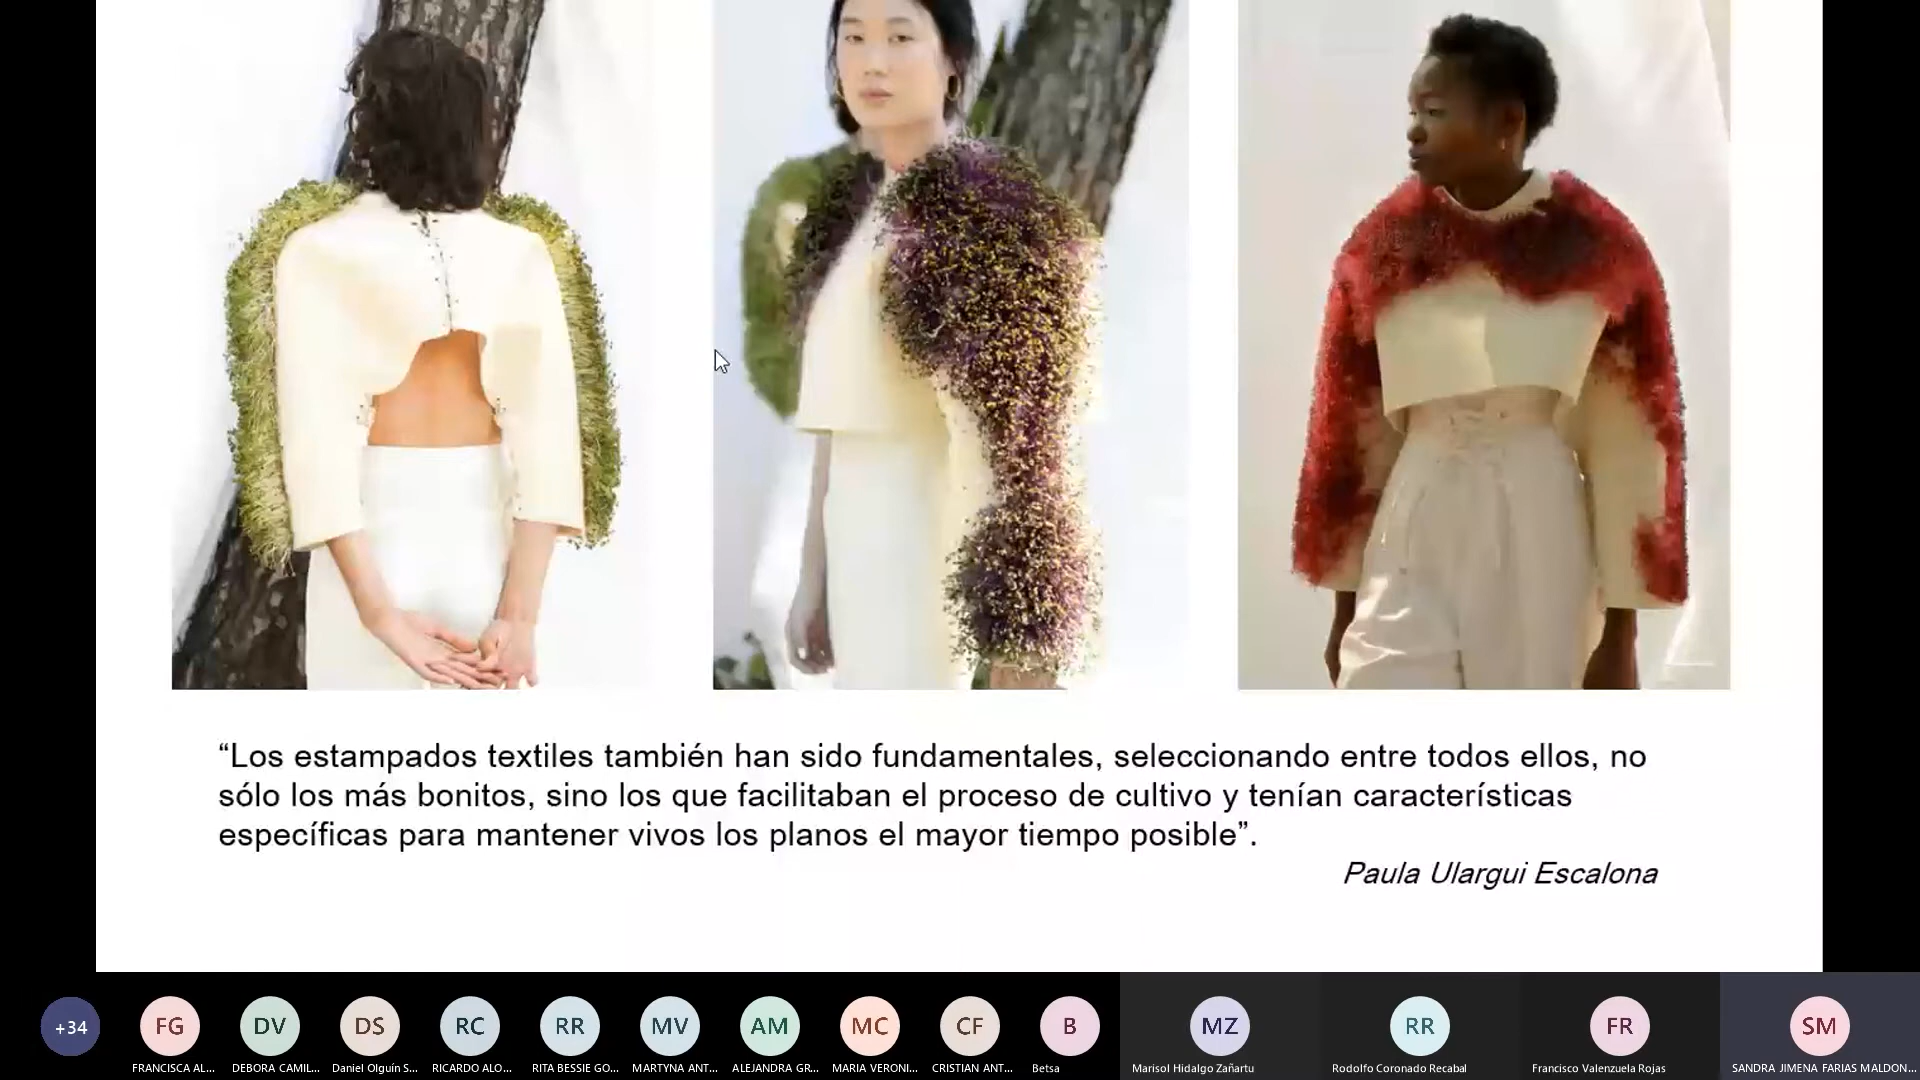 “Los estampados textiles también han sido fundamentales, seleccionando entre todos ellos, no
sólo los más bonitos, sino los que facilitaban el proceso de cultivo y tenían características
específicas para mantener vivos los planos el mayor tiempo posible”.
Paula Ulargui Escalona
+34 FG DV DS RC RR MV AM MC CF B MZ RR FR SM
FRANCISCA AL... DEBORA CAMIL... Daniel Olguín S... RICARDO ALO... RITA BESSIE GO... MARTYNA ANT... ALEJANDRA GR... MARIA VERONI... CRISTIAN ANT... Betsa Marisol Hidalgo Zañartu Rodolfo Coronado Recabal Francisco Valenzuela Rojas SANDRA JIMENA FARIAS MALDON...